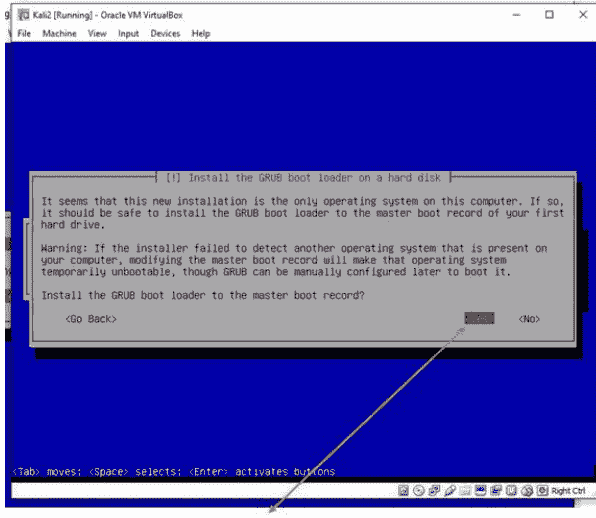 Kali2 [Running] - Oracle VM VirtualBox
File Machine View Input Devices Help
[!] Install the GRUB boot loader on a hard disk
It seems that this new installation is the only operating system on this computer. If so,
it should be safe to install the GRUB boot loader to the master boot record of your first
hard drive.
Warning: If the installer failed to detect another operating system that is present on
your computer, modifying the master boot record will make that operating system
temporarily unbootable, though GRUB can be manually configured later to boot it.
Install the GRUB boot loader to the master boot record?
<Go Back> <No>
<Tab> moves; <Space> selects; <Enter> activates buttons
Right Ctrl